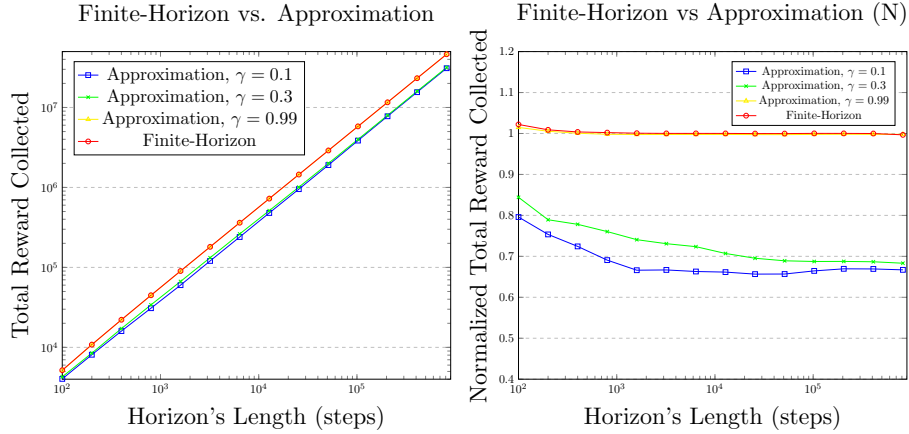 Finite-Horizon vs. Approximation
Total Reward Collected
10^7
10^6
10^5
10^4
Approximation, γ = 0.1
Approximation, γ = 0.3
Approximation, γ = 0.99
Finite-Horizon
10^2
10^3
10^4
10^5
Horizon's Length (steps)
Finite-Horizon vs Approximation (N)
Normalized Total Reward Collected
1.2
1.1
1
0.9
0.8
0.7
0.6
0.5
0.4
Approximation, γ = 0.1
Approximation, γ = 0.3
Approximation, γ = 0.99
Finite-Horizon
10^2
10^3
10^4
10^5
Horizon's Length (steps)